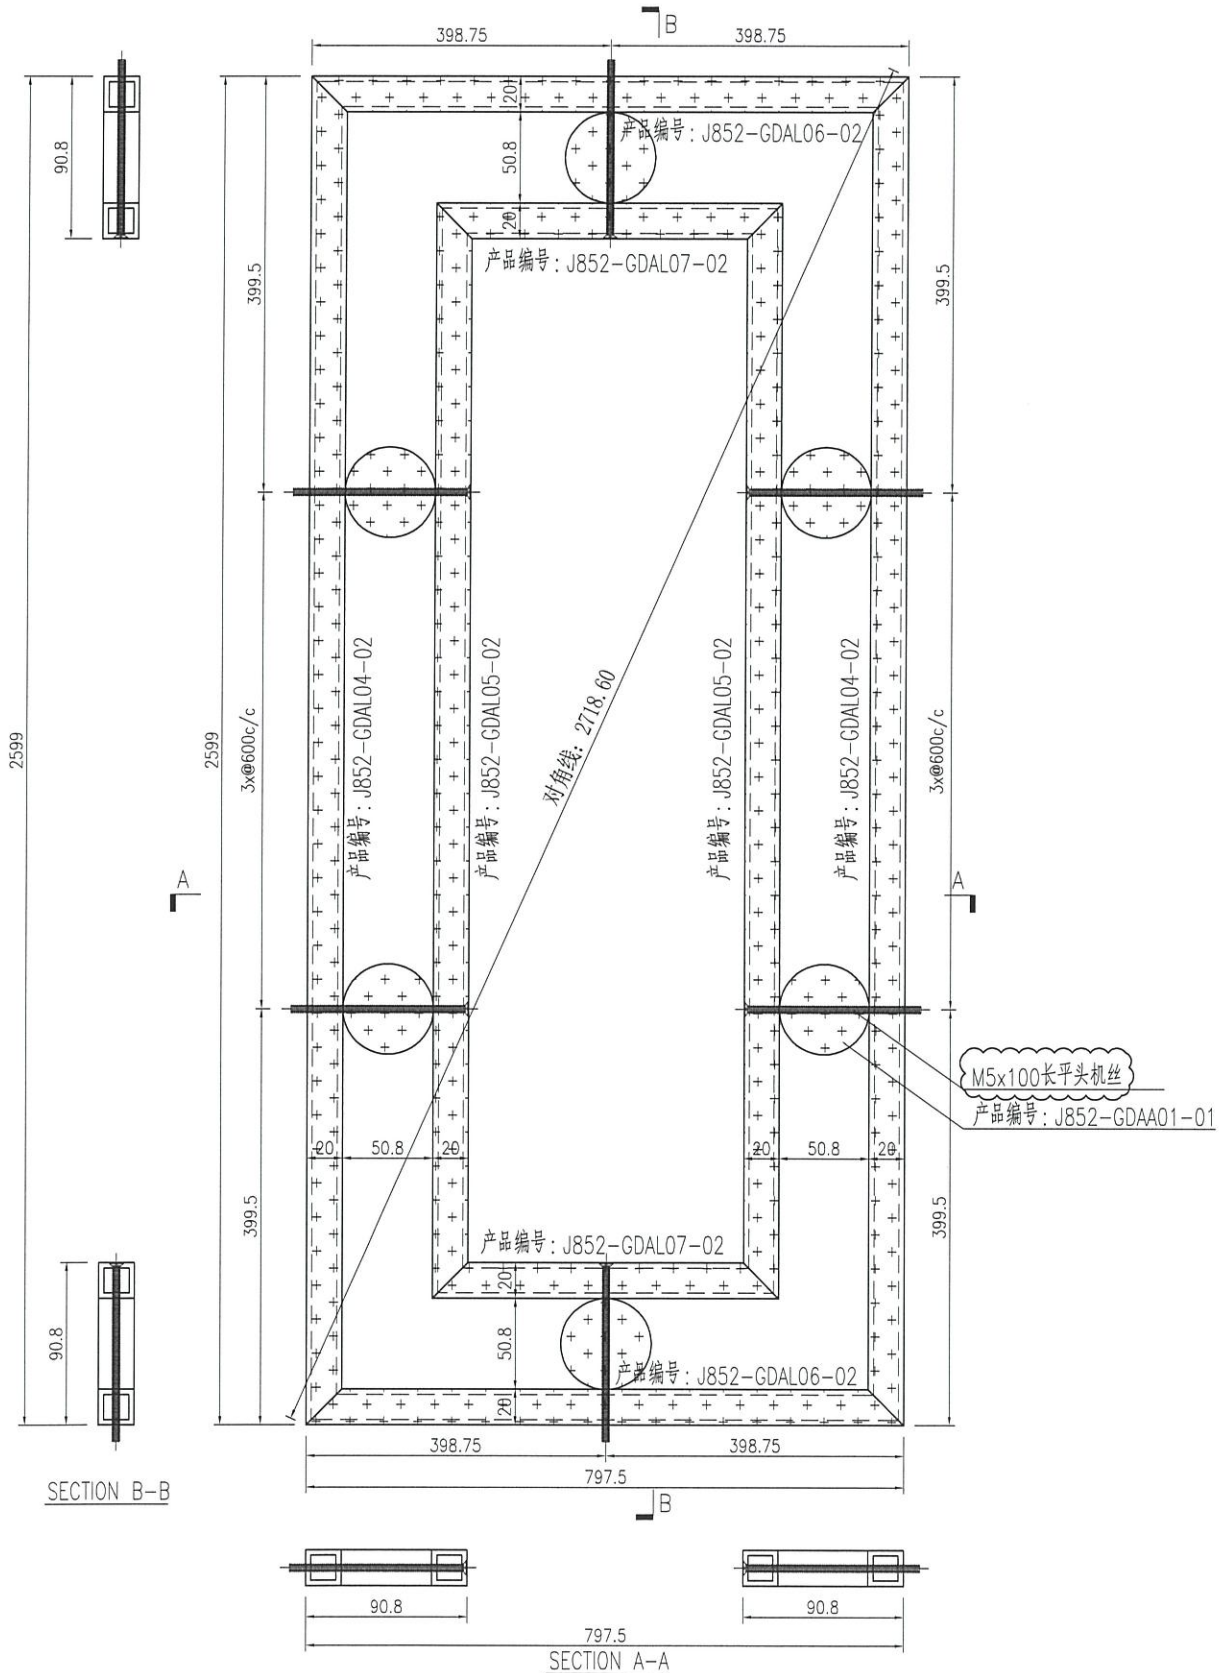 B
398.75
398.75
20
产品编号: J852-GDAL06-02
90.8
50.8
20
产品编号: J852-GDAL07-02
399.5
399.5
产品编号: J852-GDAL04-02
产品编号: J852-GDAL05-02
对角线: 2718.60
产品编号: J852-GDAL05-02
产品编号: J852-GDAL04-02
2599
2599
3x@600c/c
3x@600c/c
A
A
M5x100长平头机丝
产品编号: J852-GDAA01-01
20
50.8
20
20
50.8
20
399.5
399.5
产品编号: J852-GDAL07-02
20
90.8
50.8
产品编号: J852-GDAL06-02
20
398.75
398.75
797.5
SECTION B-B
B
90.8
90.8
797.5
SECTION A-A